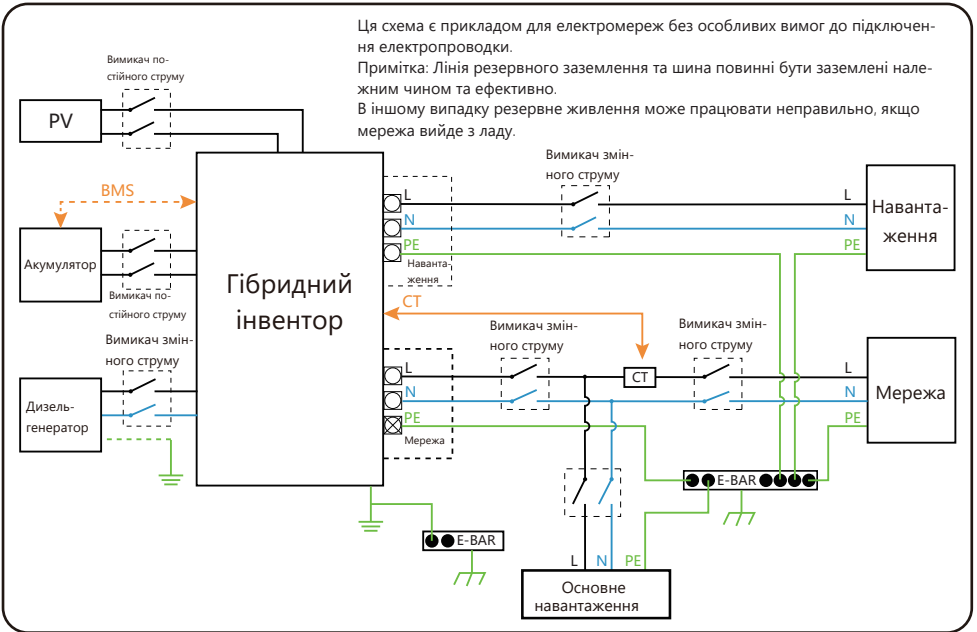 Ця схема є прикладом для електромереж без особливих вимог до підключен-
ня електропроводки.
Примітка: Лінія резервного заземлення та шина повинні бути заземлені нале-
жним чином та ефективно.
В іншому випадку резервне живлення може працювати неправильно, якщо
мережа вийде з ладу.
Вимикач по-
стійного струму
PV
BMS
Акумулятор
Вимикач по-
стійного струму
Вимикач змін-
ного струму
Дизель-
генератор
Гібридний
інвентор
L
N
PE
Наванта-
ження
Вимикач змін-
ного струму
L
N
PE
Наванта-
ження
CT
Вимикач змін-
ного струму
CT
Вимикач змін-
ного струму
L
N
PE
Мережа
L
N
PE
Мережа
E-BAR
E-BAR
L
N
PE
Основне
навантаження